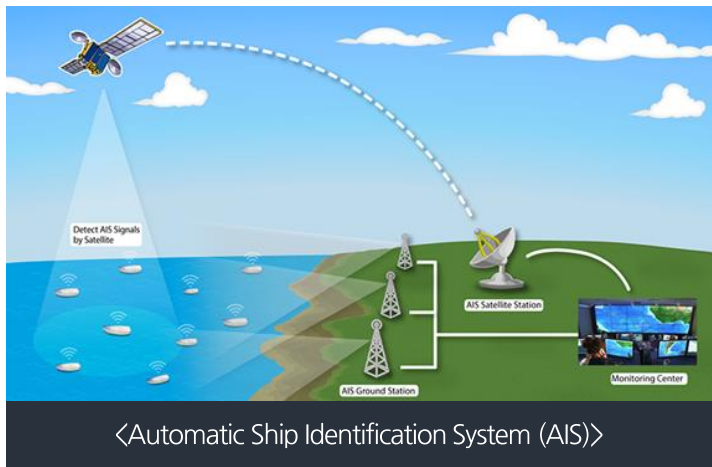 Detect AIS Signals
by Satellite
AIS Satellite Station
AIS Ground Station
Monitoring Center
<Automatic Ship Identification System (AIS)>